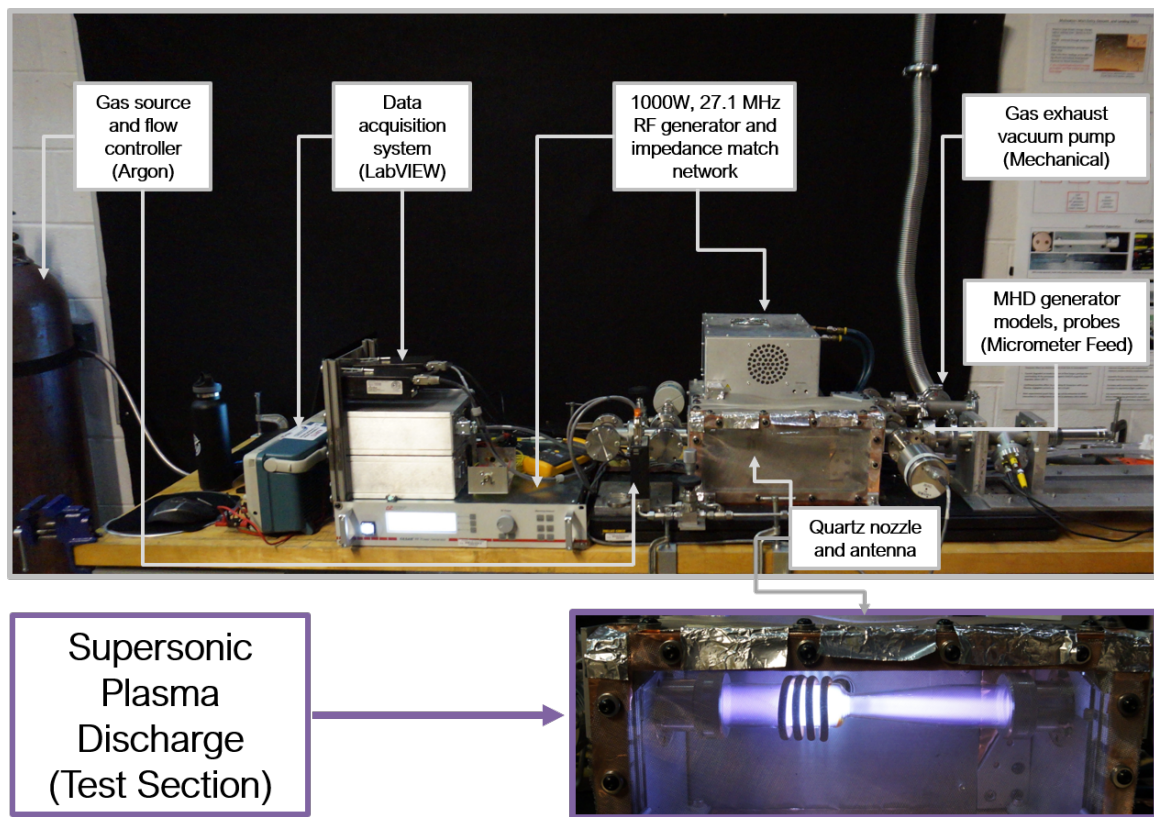 Gas source
and flow
controller
(Argon)
Data
acquisition
system
(LabVIEW)
1000W, 27.1 MHz
RF generator and
impedance match
network
Gas exhaust
vacuum pump
(Mechanical)
MHD generator
models, probes
(Micrometer Feed)
Quartz nozzle
and antenna
Supersonic
Plasma
Discharge
(Test Section)